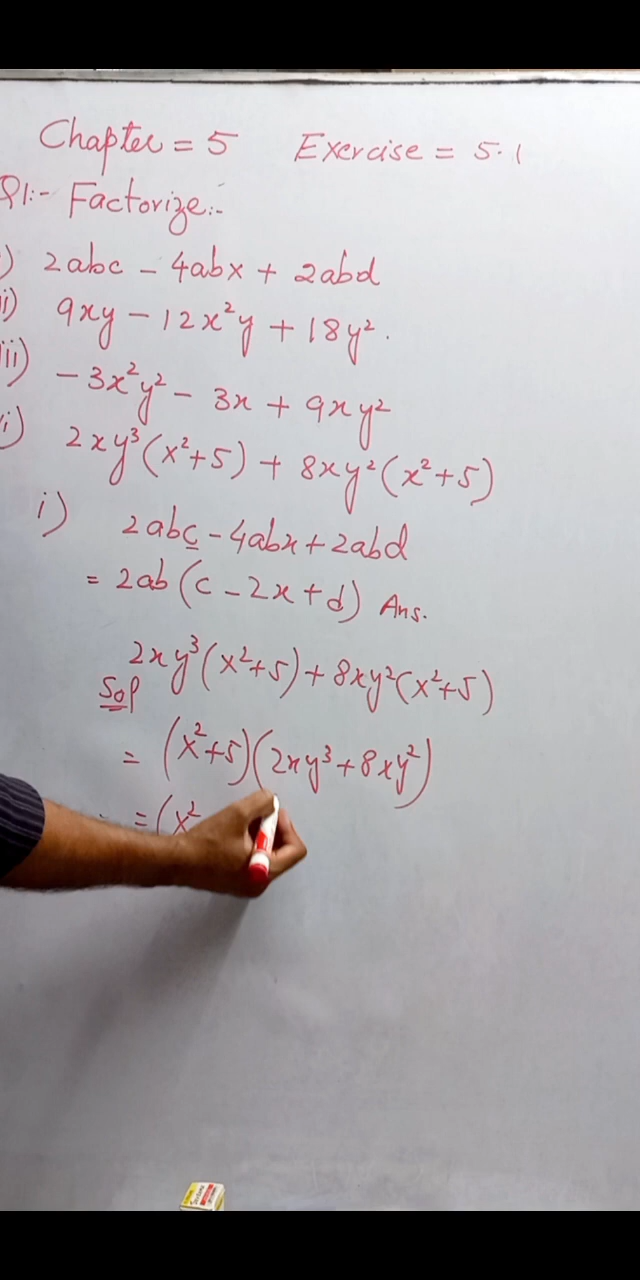 Chapter = 5 Exercise = 5.1
Q1:- Factorize:-
) 2abc - 4abx + 2abd
i) 9xy - 12x²y + 18y².
iii) - 3x²y² - 3x + 9xy²
i) 2xy³(x²+5) + 8xy²(x²+5)
i) 2abc - 4abx + 2abd
= 2ab(c - 2x + d) Ans.
2xy³(x²+5) + 8xy²(x²+5)
Sol
= (x²+5)(2xy³+8xy²)
= (x²